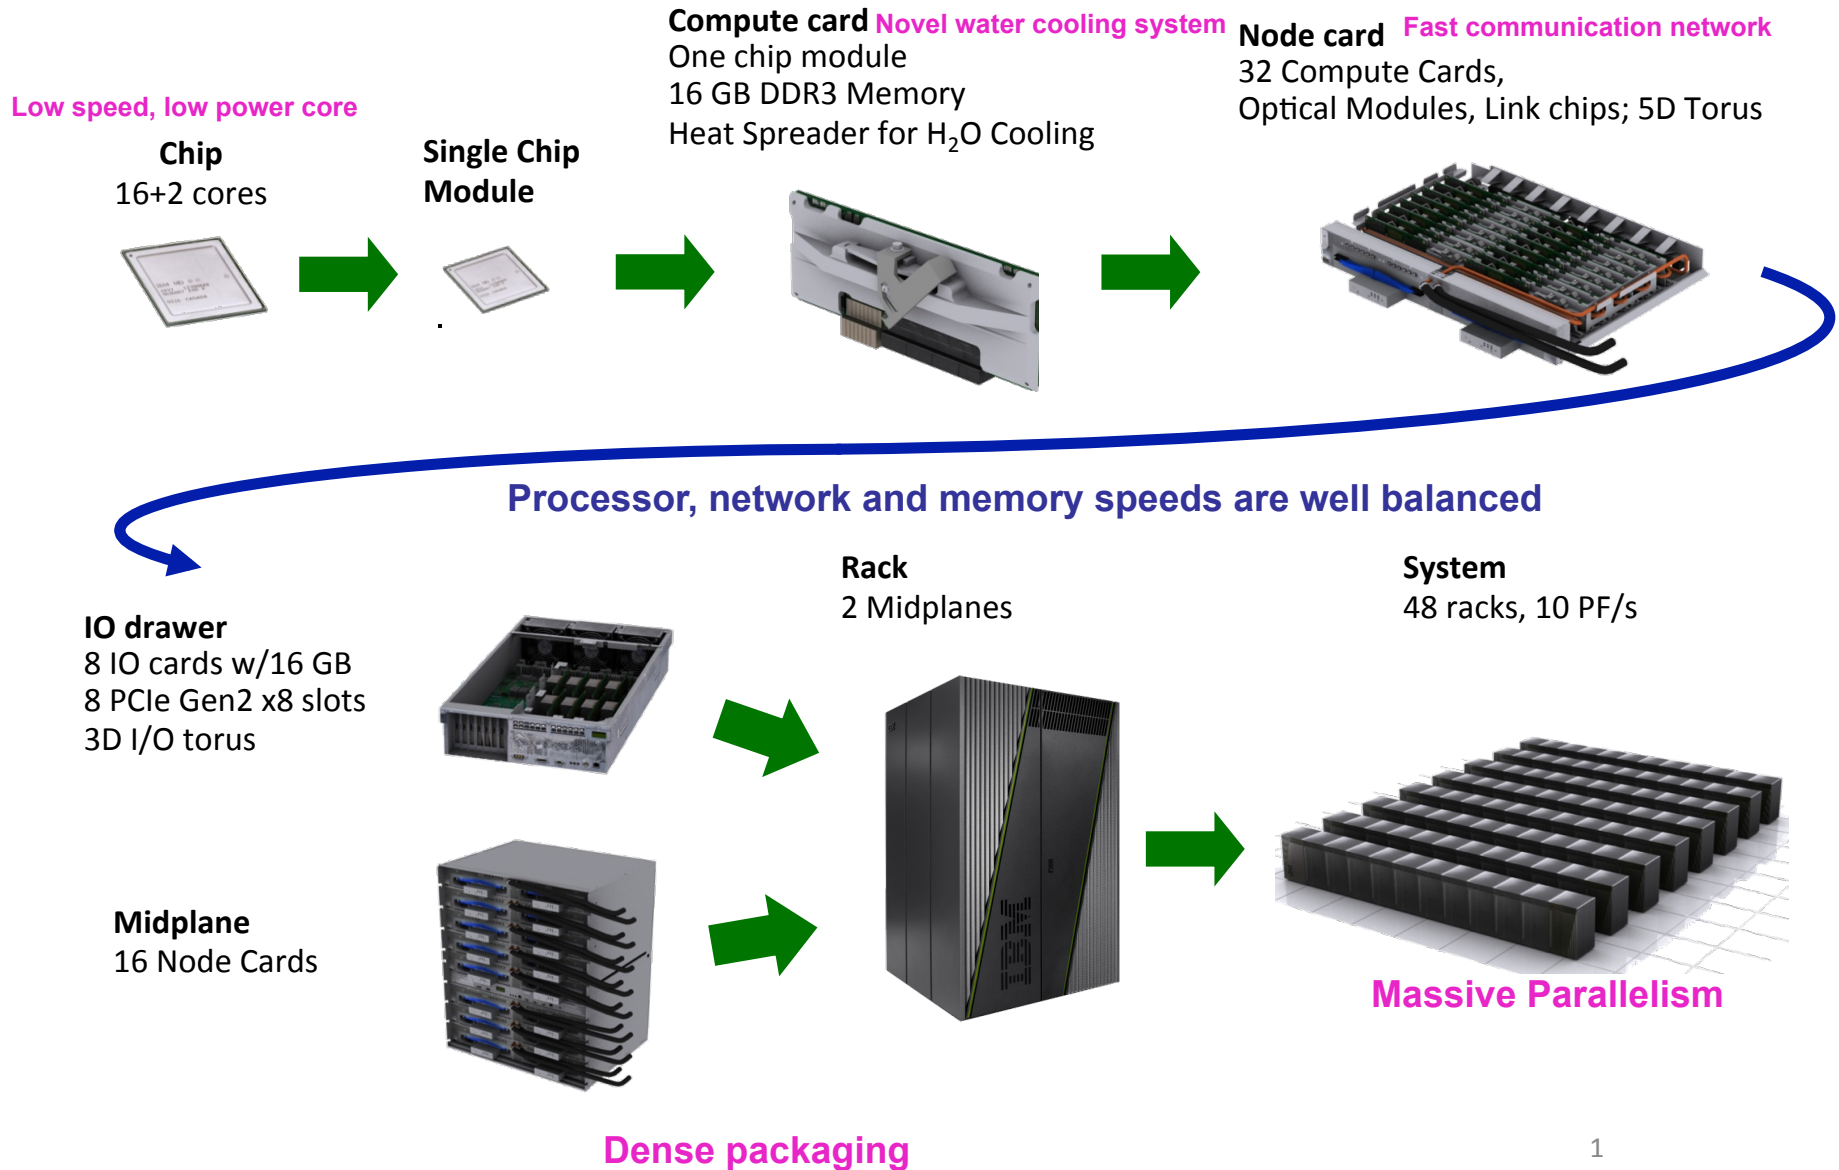 Low speed, low power core
Chip
16+2 cores
Single Chip
Module
.
Compute card Novel water cooling system
One chip module
16 GB DDR3 Memory
Heat Spreader for H₂O Cooling
Node card Fast communication network
32 Compute Cards,
Optical Modules, Link chips; 5D Torus
Processor, network and memory speeds are well balanced
IO drawer
8 IO cards w/16 GB
8 PCIe Gen2 x8 slots
3D I/O torus
Midplane
16 Node Cards
Rack
2 Midplanes
IBM
System
48 racks, 10 PF/s
Massive Parallelism
Dense packaging
1